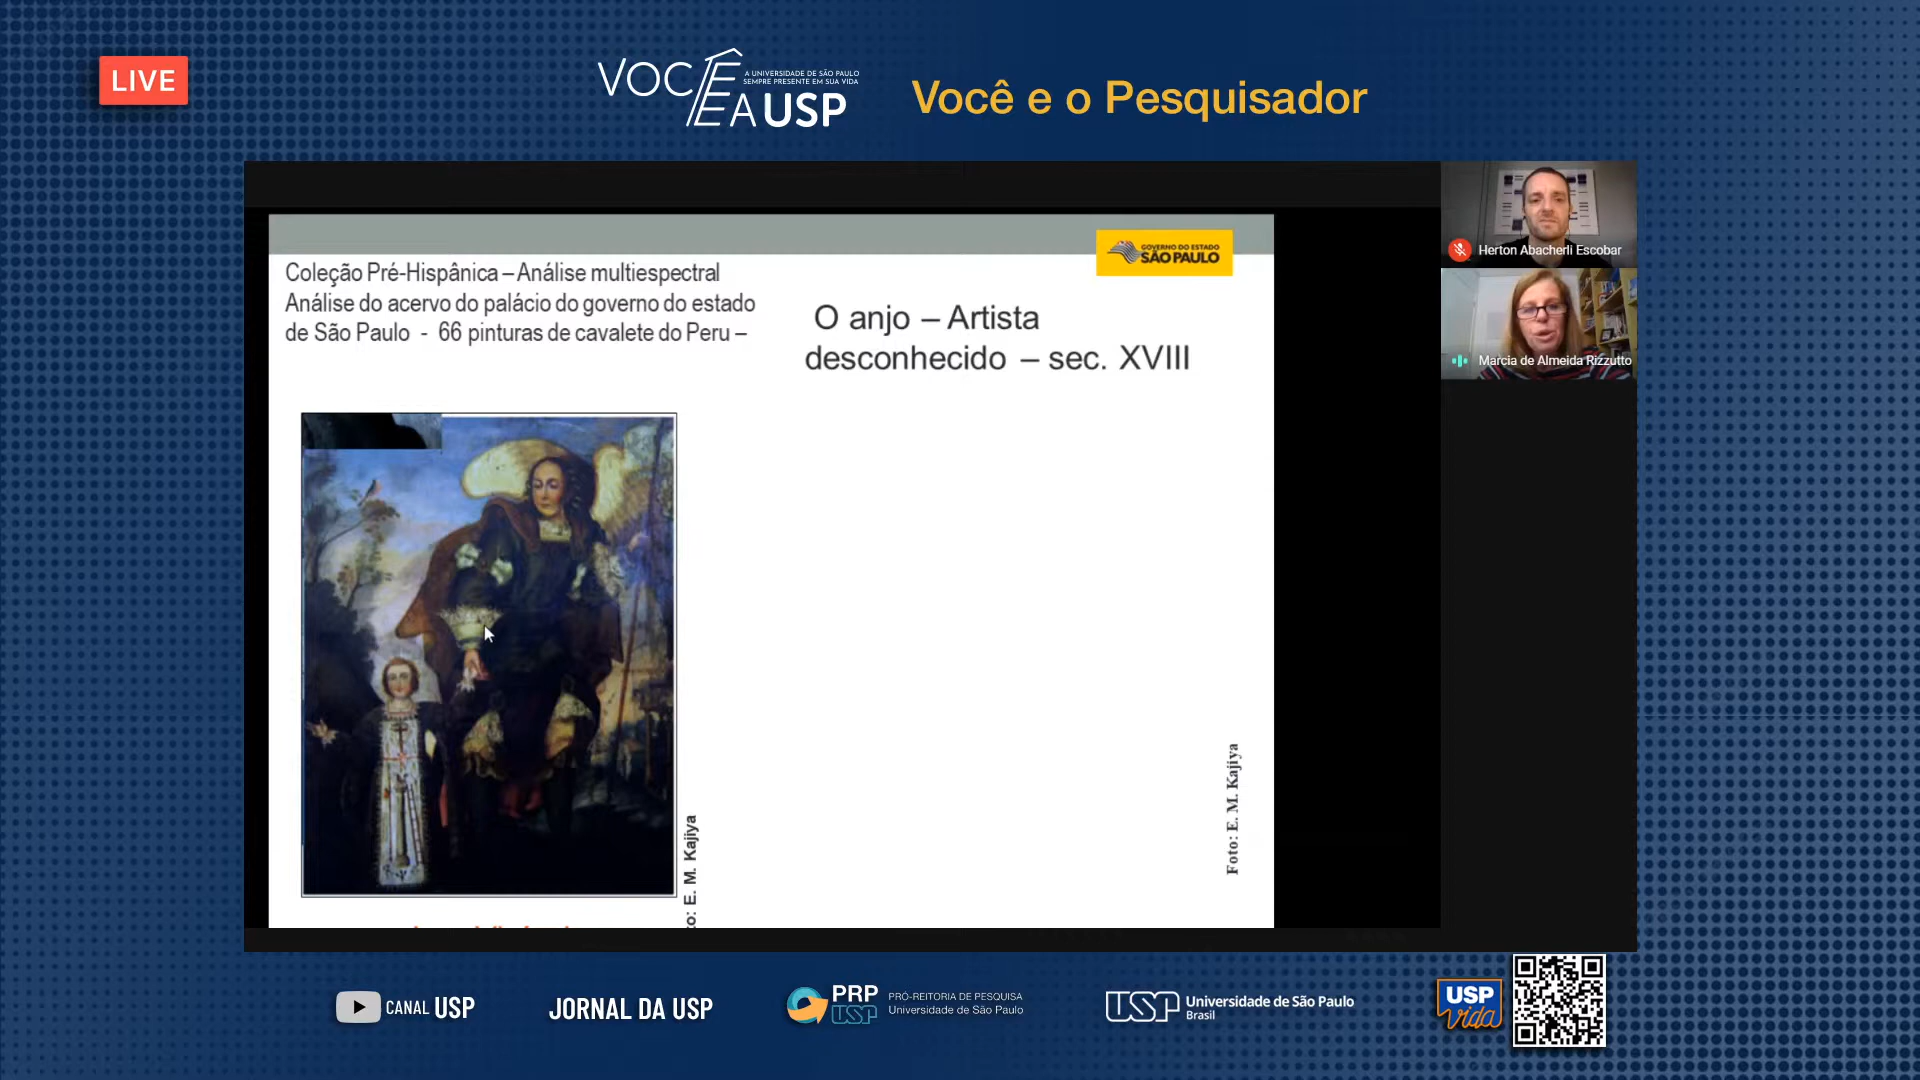 LIVE
VOCÊ A USP
A UNIVERSIDADE DE SÃO PAULO
SEMPRE PRESENTE EM SUA VIDA
Você e o Pesquisador
GOVERNO DO ESTADO
SÃO PAULO
Coleção Pré-Hispânica – Análise multiespectral
Análise do acervo do palácio do governo do estado
de São Paulo - 66 pinturas de cavalete do Peru –
O anjo – Artista
desconhecido – sec. XVIII
Herton Abacherli Escobar
Marcia de Almeida Rizzutto
to: E. M. Kajiya
Foto: E. M. Kajiya
CANAL USP
JORNAL DA USP
PRP
USP
PRÓ-REITORIA DE PESQUISA
Universidade de São Paulo
USP
Universidade de São Paulo
Brasil
USP
Vida